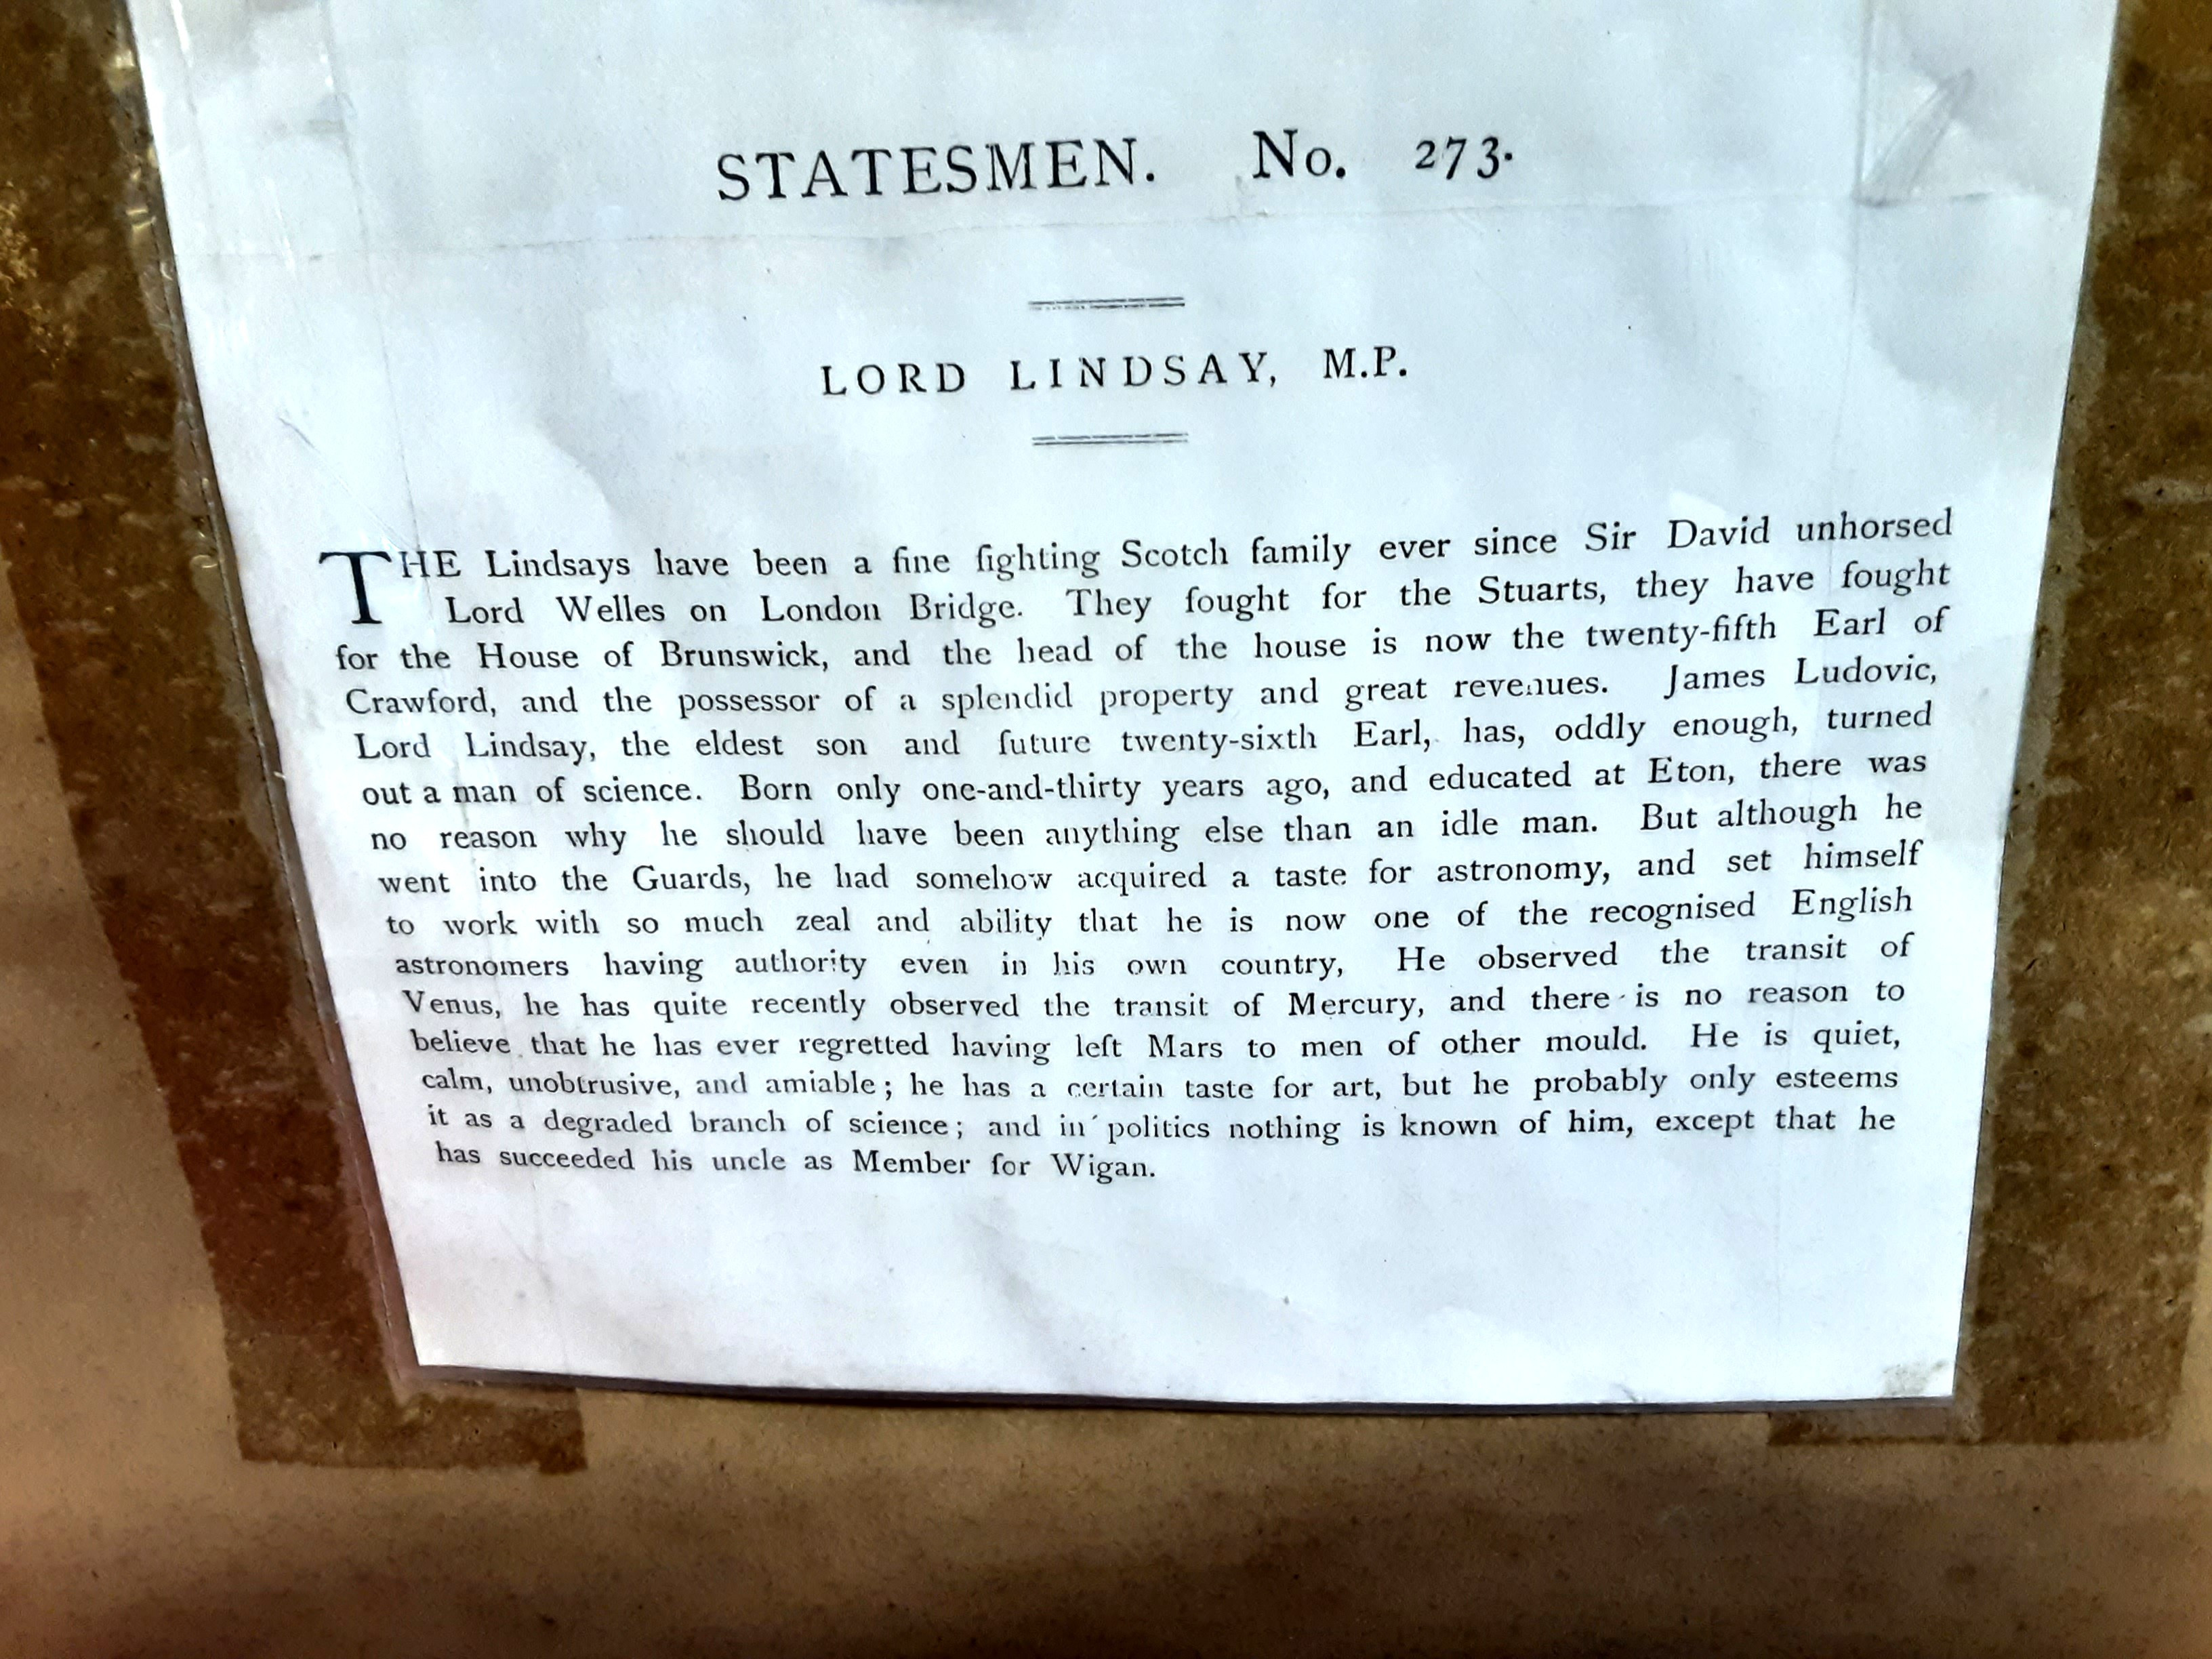 STATESMEN. No. 273.
LORD LINDSAY, M.P.
THE Lindsays have been a fine fighting Scotch family ever since Sir David unhorsed
Lord Welles on London Bridge. They fought for the Stuarts, they have fought
for the House of Brunswick, and the head of the house is now the twenty-fifth Earl of
Crawford, and the possessor of a splendid property and great revenues. James Ludovic,
Lord Lindsay, the eldest son and future twenty-sixth Earl, has, oddly enough, turned
out a man of science. Born only one-and-thirty years ago, and educated at Eton, there was
no reason why he should have been anything else than an idle man. But although he
went into the Guards, he had somehow acquired a taste for astronomy, and set himself
to work with so much zeal and ability that he is now one of the recognised English
astronomers having authority even in his own country, He observed the transit of
Venus, he has quite recently observed the transit of Mercury, and there is no reason to
believe that he has ever regretted having left Mars to men of other mould. He is quiet,
calm, unobtrusive, and amiable; he has a certain taste for art, but he probably only esteems
it as a degraded branch of science; and in politics nothing is known of him, except that he
has succeeded his uncle as Member for Wigan.